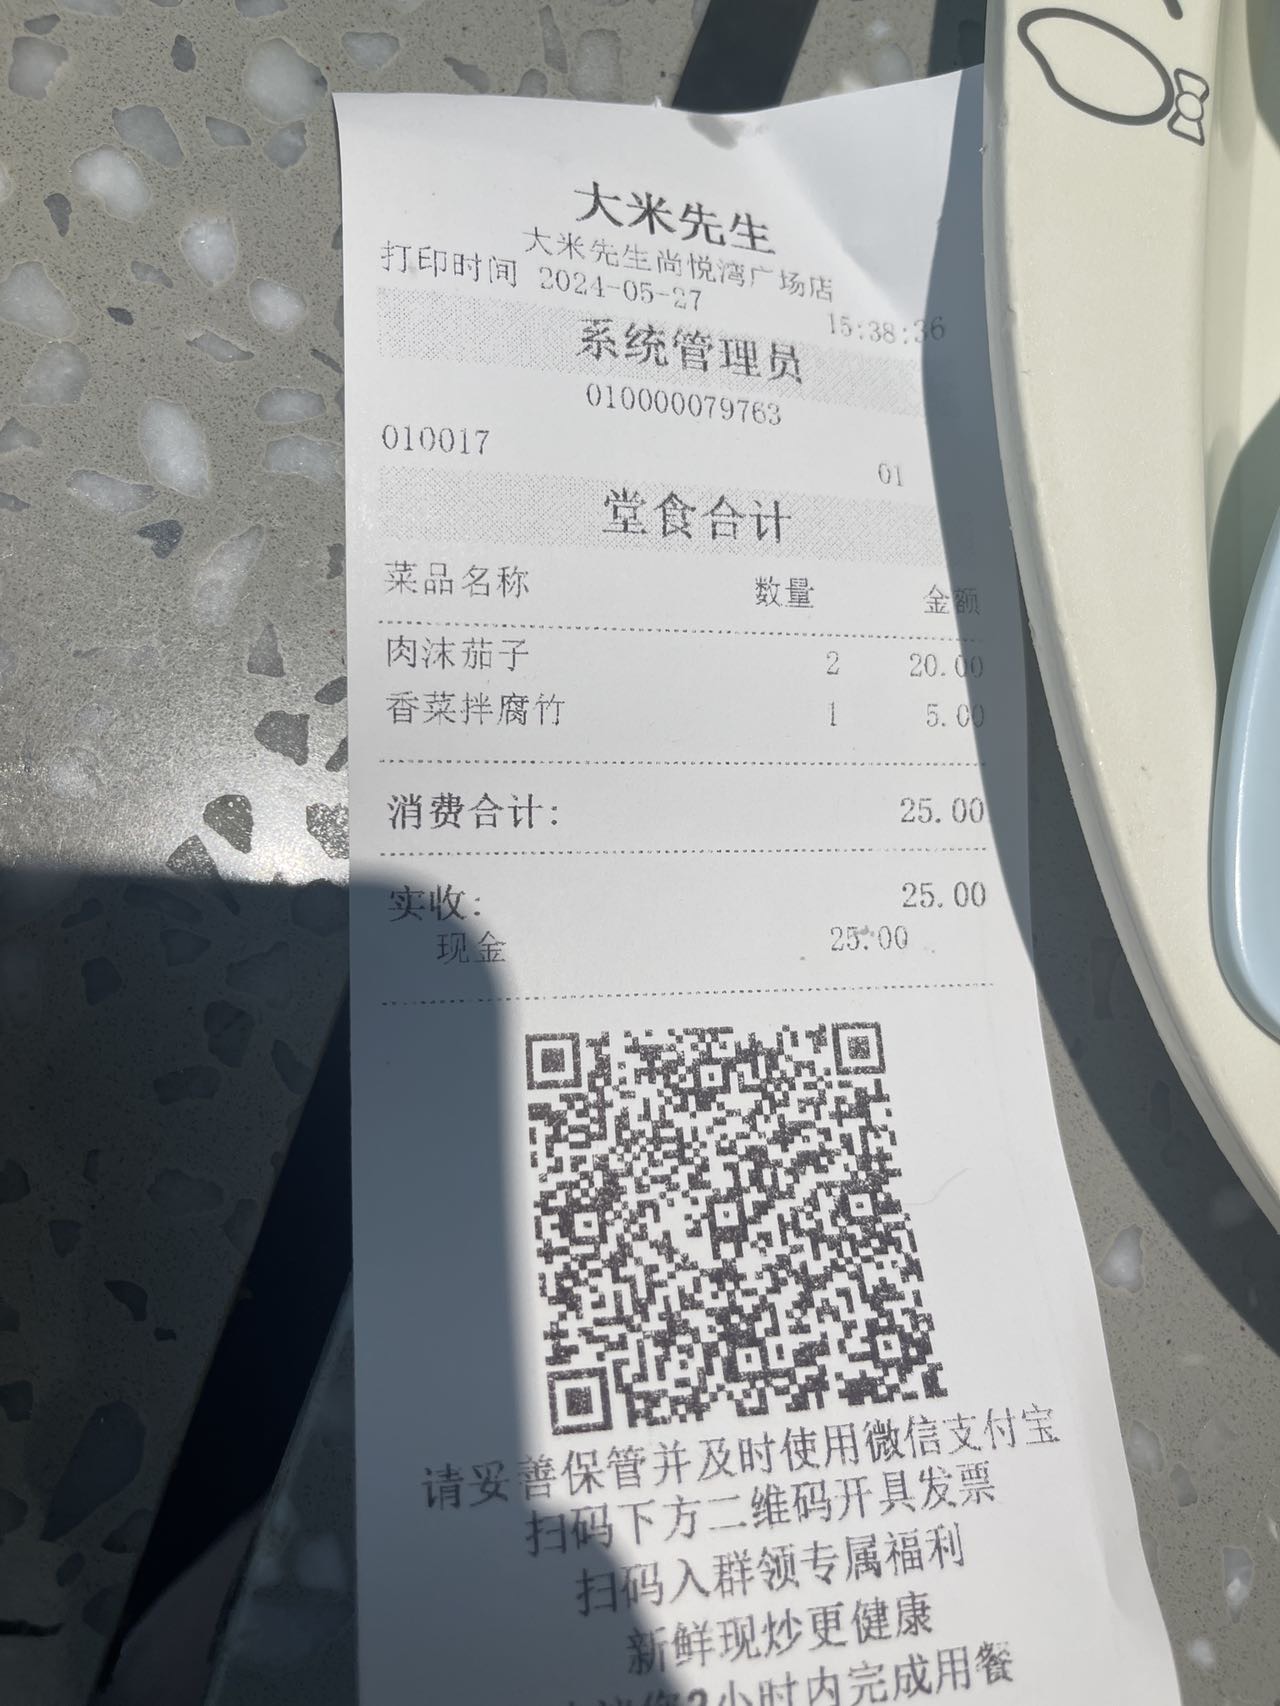 大米先生
大米先生尚悦湾广场店
打印时间 2024-05-27 15:38:36
系统管理员
010000079763
010017 01
堂食合计
菜品名称 数量 金额
肉沫茄子 2 20.00
香菜拌腐竹 1 5.00
消费合计: 25.00
实收: 25.00
现金 25.00
请妥善保管并及时使用微信支付宝
扫码下方二维码开具发票
扫码入群领专属福利
新鲜现炒更健康
2小时内完成用餐